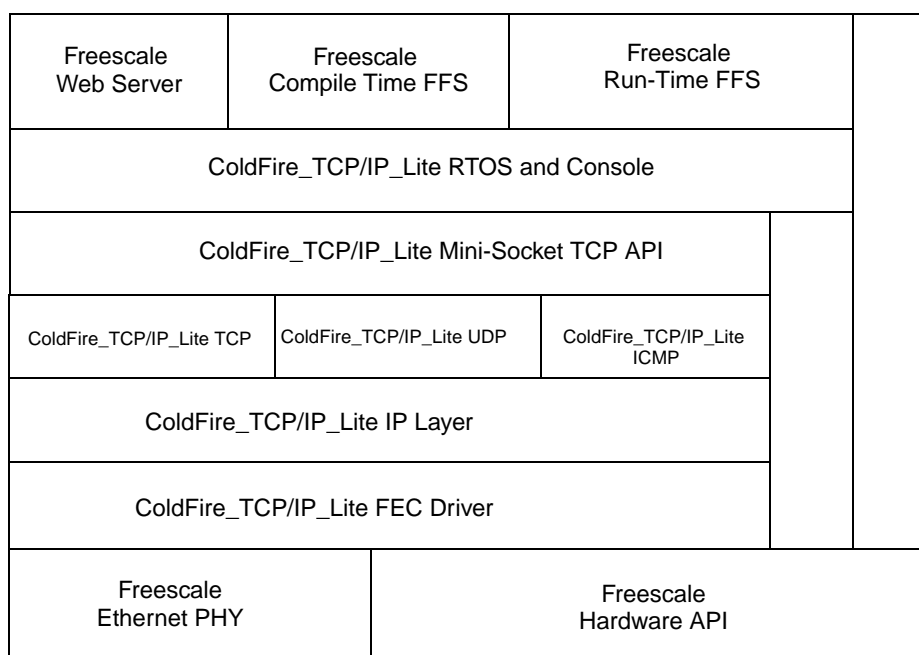 Freescale
Web Server
Freescale
Compile Time FFS
Freescale
Run-Time FFS
ColdFire_TCP/IP_Lite RTOS and Console
ColdFire_TCP/IP_Lite Mini-Socket TCP API
ColdFire_TCP/IP_Lite TCP
ColdFire_TCP/IP_Lite UDP
ColdFire_TCP/IP_Lite
ICMP
ColdFire_TCP/IP_Lite IP Layer
ColdFire_TCP/IP_Lite FEC Driver
Freescale
Ethernet PHY
Freescale
Hardware API